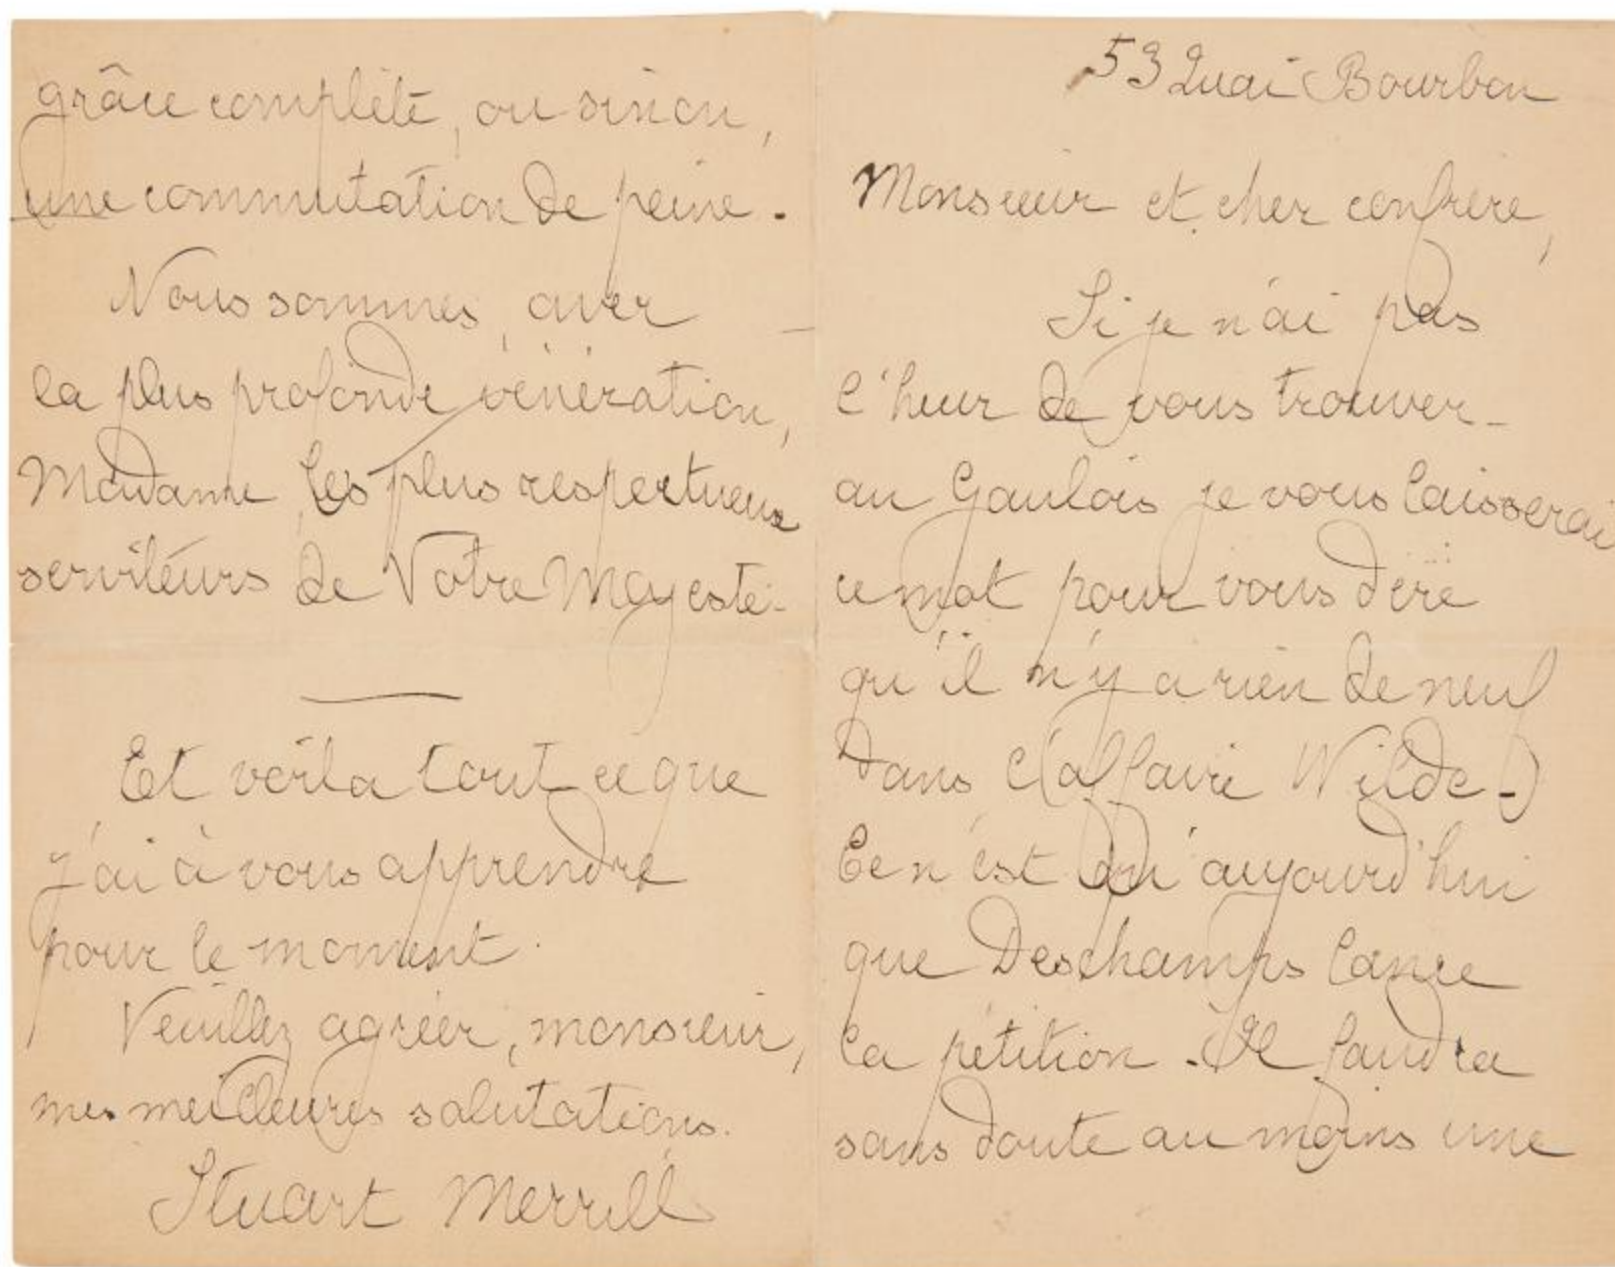 53 Quai Bourbon
Monsieur et cher confrère,
Si je n'ai pas
l'heur de vous trouver
au Gaulois je vous laisserai
ce mot pour vous dire
qu'il n'y a rien de neuf
dans l'affaire Wilde.
Ce n'est qu'aujourd'hui
que Deschamps lance
la pétition. Il faudra
sans doute au moins une
grâce complète, ou sinon,
une commutation de peine.
Nous sommes, avec
la plus profonde vénération,
Madame, les plus respectueux
serviteurs de Votre Majesté.
Et voilà tout ce que
j'ai à vous apprendre
pour le moment.
Veuillez agréer, monsieur,
mes meilleures salutations.
Stuart Merrill